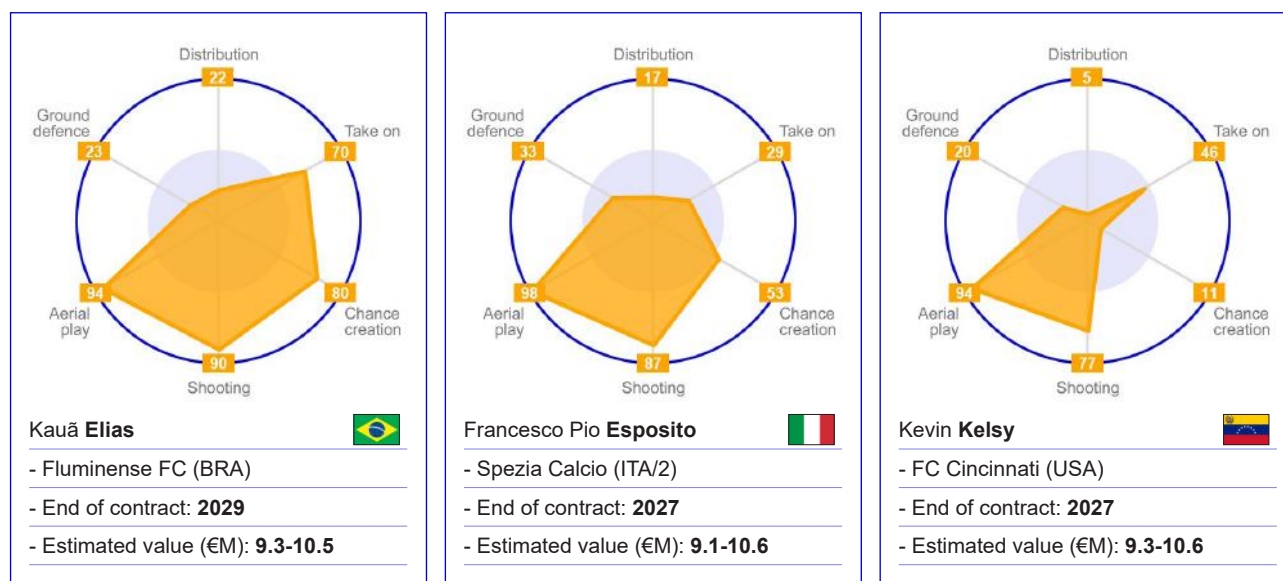 Distribution
22
Ground
defence
23
Take on
70
94
Aerial
play
80
Chance
creation
90
Shooting
Kauã Elias
- Fluminense FC (BRA)
- End of contract: 2029
- Estimated value (€M): 9.3-10.5
Distribution
17
Ground
defence
33
Take on
29
98
Aerial
play
53
Chance
creation
87
Shooting
Francesco Pio Esposito
- Spezia Calcio (ITA/2)
- End of contract: 2027
- Estimated value (€M): 9.1-10.6
Distribution
5
Ground
defence
20
Take on
46
94
Aerial
play
11
Chance
creation
77
Shooting
Kevin Kelsy
- FC Cincinnati (USA)
- End of contract: 2027
- Estimated value (€M): 9.3-10.6